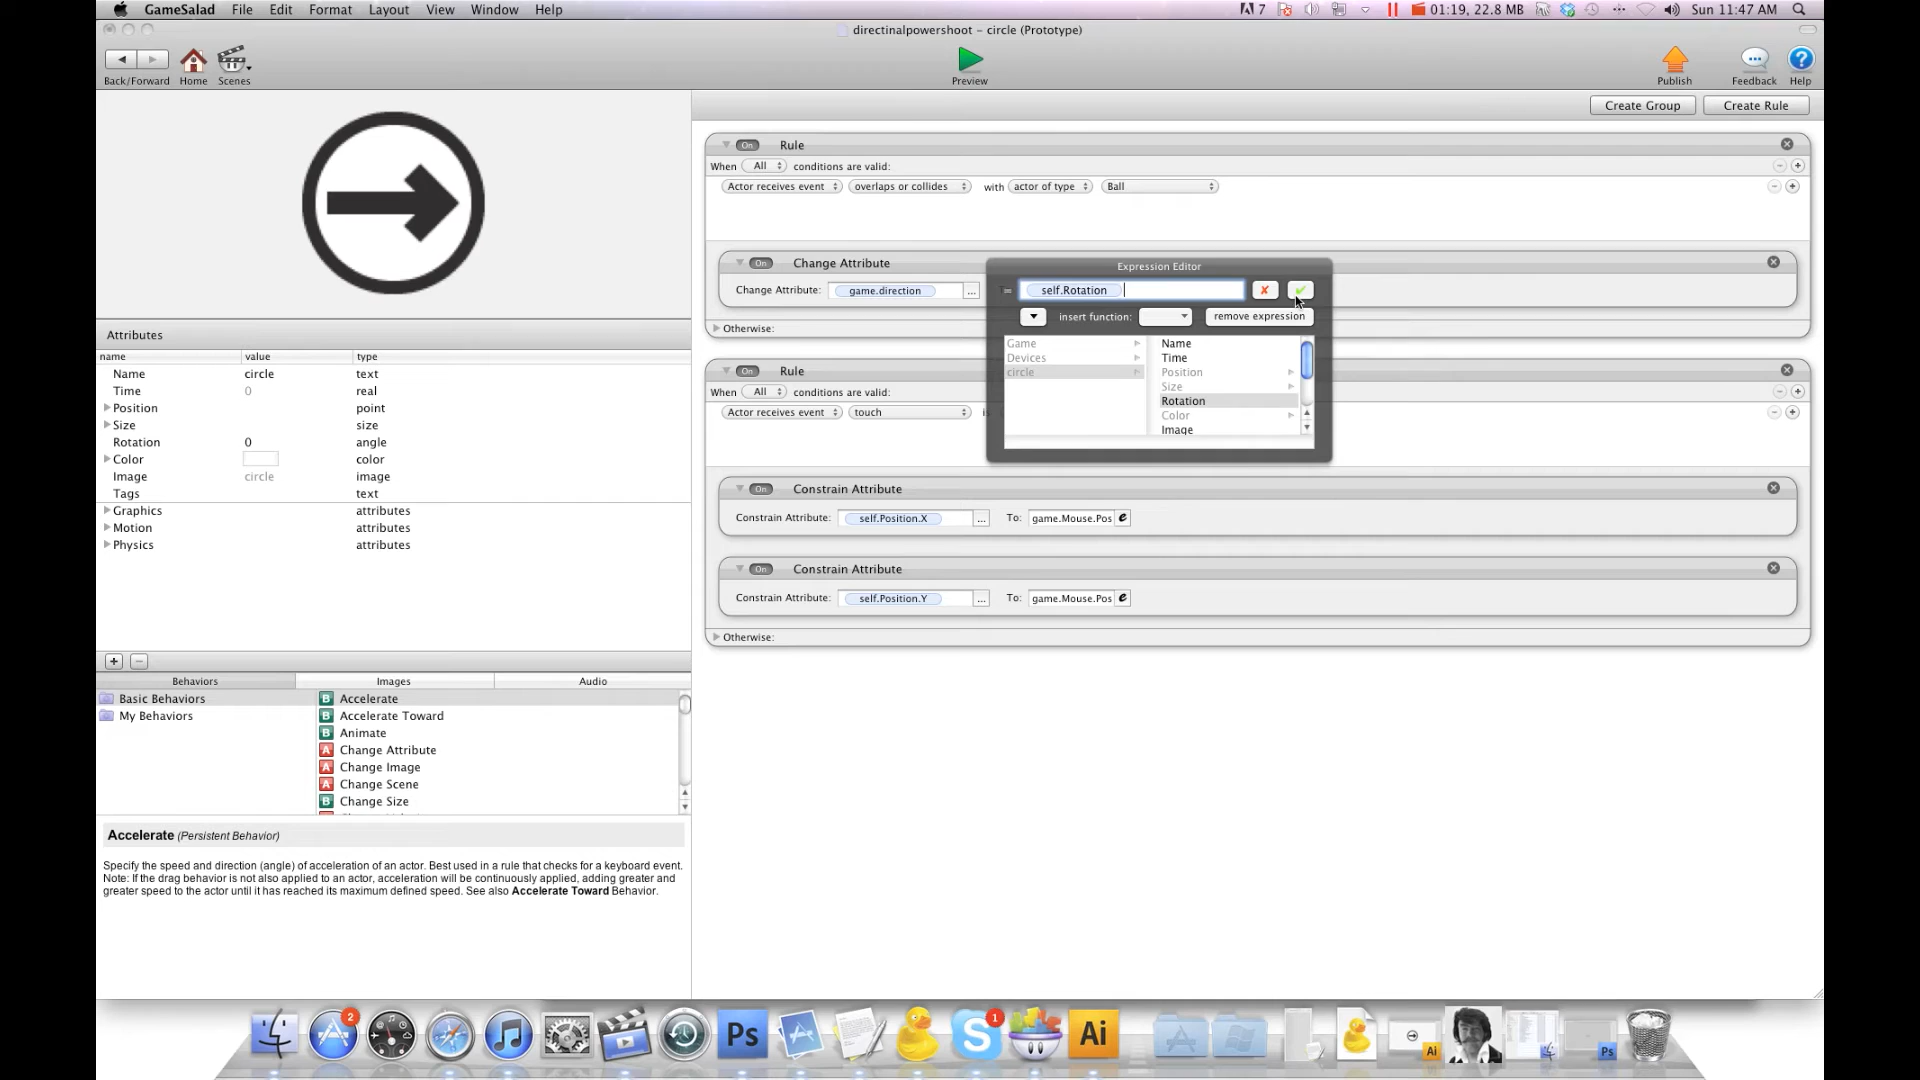 GameSalad File Edit Format Layout View Window Help 7 01:19, 22.8 MB Sun 11:47 AM
directinalpowershoot – circle (Prototype)
Back/Forward Home Scenes Preview Publish Feedback Help
Create Group Create Rule
On Rule
When All conditions are valid:
Actor receives event overlaps or collides with actor of type Ball
On Change Attribute
Change Attribute: game.direction ...
Otherwise:
Expression Editor
self.Rotation
insert function: remove expression
Game
Devices
circle
Name
Time
Position
Size
Rotation
Color
Image
On Rule
When All conditions are valid:
Actor receives event touch
On Constrain Attribute
Constrain Attribute: self.Position.X ... To: game.Mouse.Pos e
On Constrain Attribute
Constrain Attribute: self.Position.Y ... To: game.Mouse.Pos e
Otherwise:
Attributes
name value type
Name circle text
Time 0 real
Position point
Size size
Rotation 0 angle
Color color
Image circle image
Tags text
Graphics attributes
Motion attributes
Physics attributes
+ −
Behaviors Images Audio
Basic Behaviors
My Behaviors
B Accelerate
B Accelerate Toward
B Animate
A Change Attribute
A Change Image
A Change Scene
B Change Size
Accelerate (Persistent Behavior)
Specify the speed and direction (angle) of acceleration of an actor. Best used in a rule that checks for a keyboard event.
Note: If the drag behavior is not also applied to an actor, acceleration will be continuously applied, adding greater and
greater speed to the actor until it has reached its maximum defined speed. See also Accelerate Toward Behavior.
2 Ps S 1 Ai Ai Ps